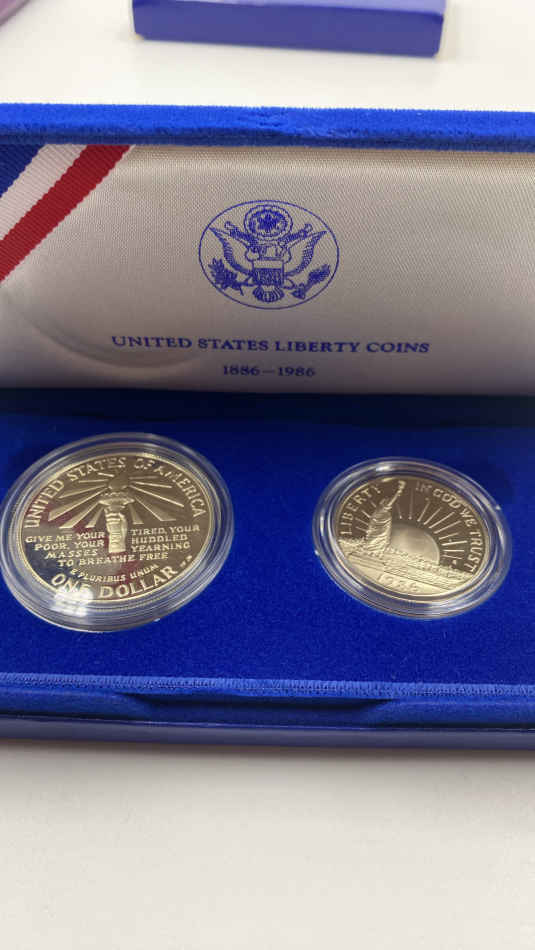 UNITED STATES LIBERTY COINS
1886–1986
UNITED STATES OF AMERICA
GIVE ME YOUR TIRED, YOUR
POOR, YOUR HUDDLED
MASSES YEARNING
TO BREATHE FREE
E PLURIBUS UNUM
ONE DOLLAR
LIBERTY
IN GOD WE TRUST
1986